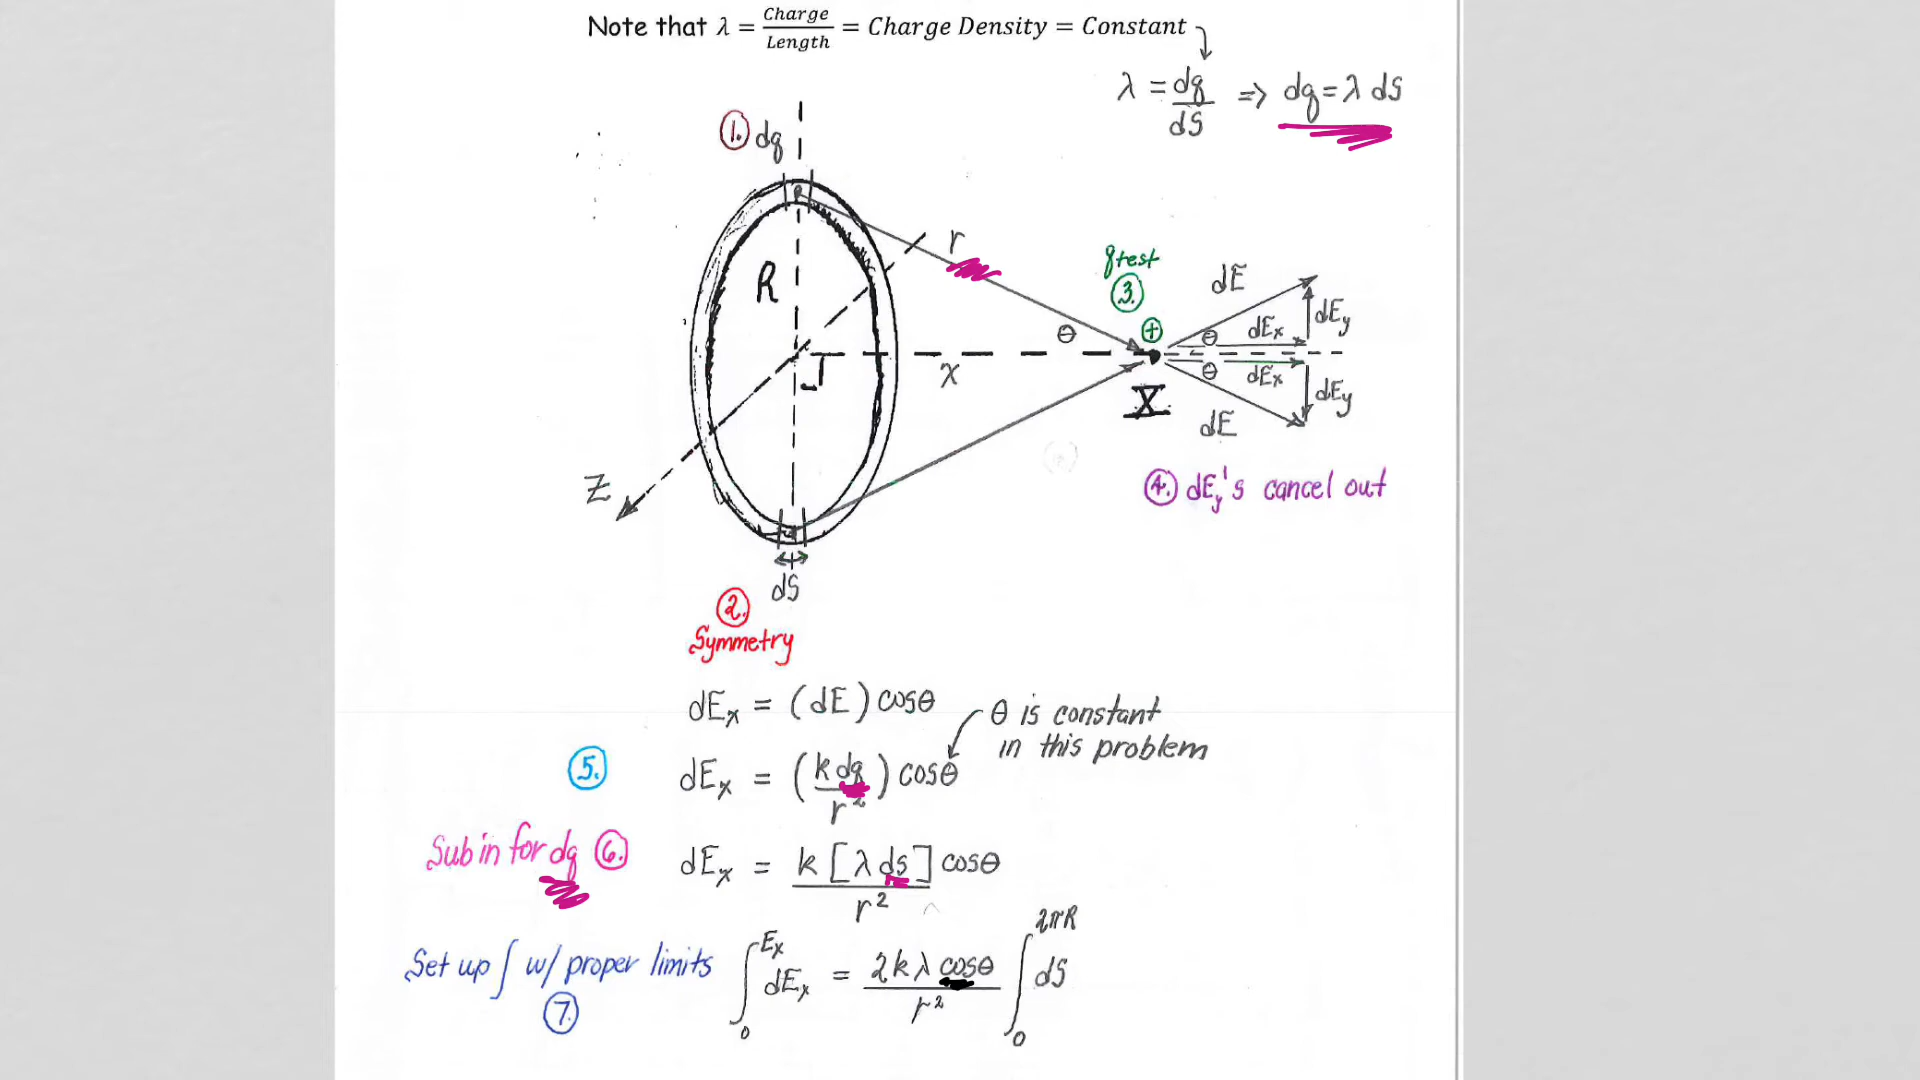 Note that λ = Charge/Length = Charge Density = Constant
λ = dq/ds => dq = λ ds
1. dq
R
r
qtest
3.
+
θ
x
X
Z
dE
dEy
θ
dEx
θ
dEx
dEy
dE
4. dEy's cancel out
ds
2.
Symmetry
dEx = (dE) cosθ
θ is constant
in this problem
5. dEx = (k dq/r²) cosθ
Sub in for dq 6. dEx = k [λ ds] cosθ / r²
Set up ∫ w/ proper limits ∫₀^Ex dEx = 2kλ cosθ / r² ∫₀^2πR ds
7.